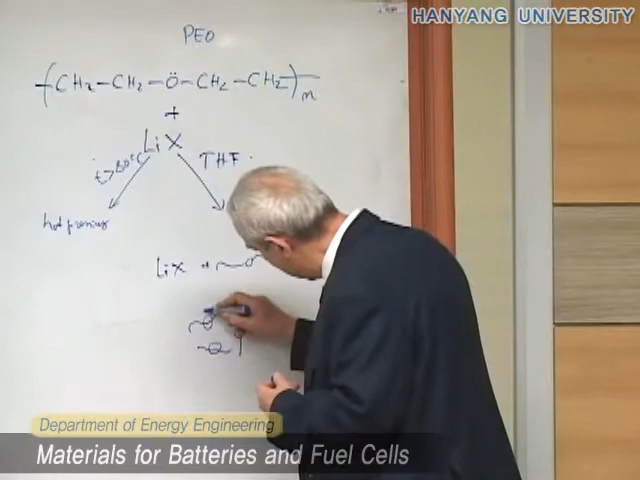 HANYANG UNIVERSITY
PEO
(CH₂-CH₂-Ö-CH₂-CH₂)n
+
LiX
t>80°C THF
hot pressing
LiX + ~O
Department of Energy Engineering
Materials for Batteries and Fuel Cells